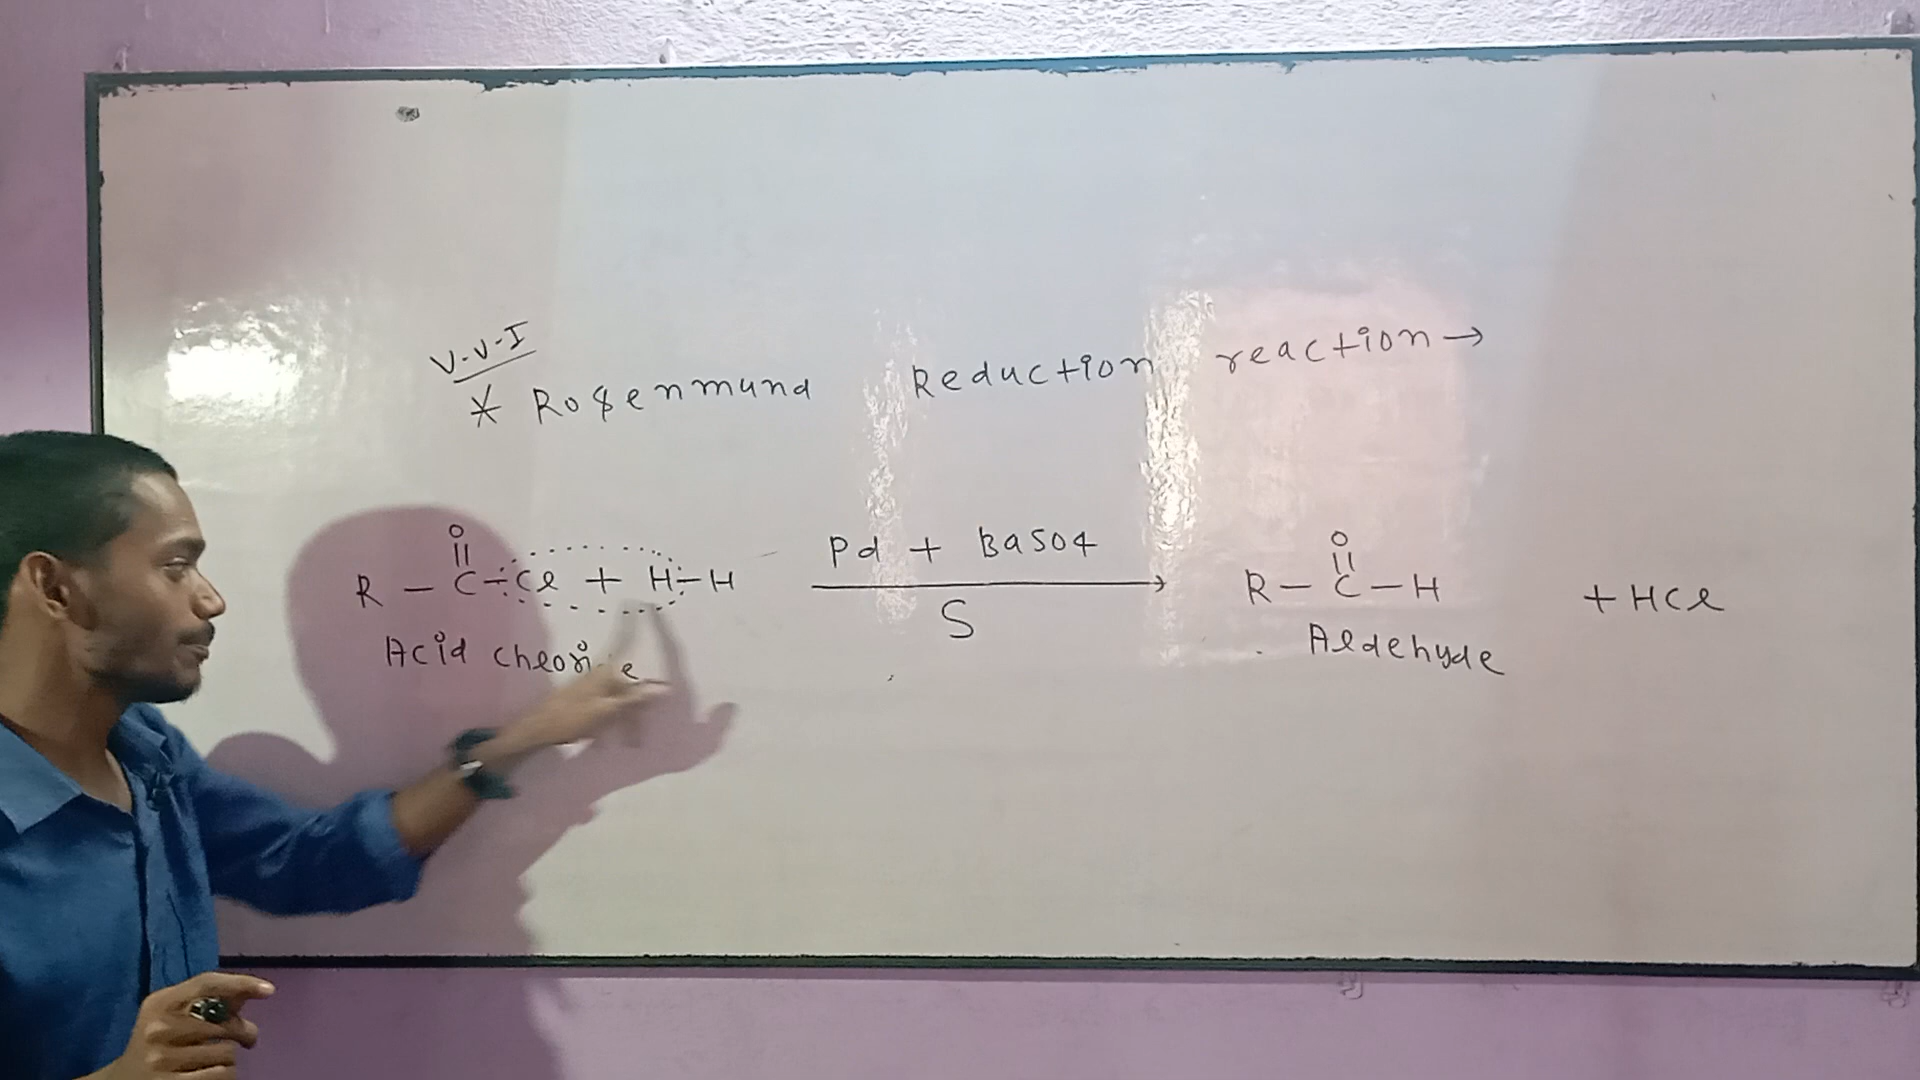 V.V.I
* Rosenmund Reduction reaction →
O O
|| Pd + BaSO4 ||
R - C - Cl + H - H → R - C - H + HCl
S
Acid chloride Aldehyde